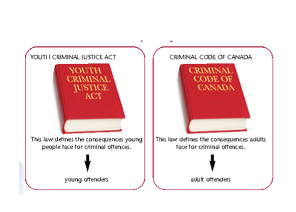 YOUTH CRIMINAL JUSTICE ACT
YOUTH
CRIMINAL
JUSTICE
ACT
This law defines the consequences young
people face for criminal offences.
young offenders
CRIMINAL CODE OF CANADA
CRIMINAL
CODE OF
CANADA
This law defines the consequences adults
face for criminal offences.
adult offenders